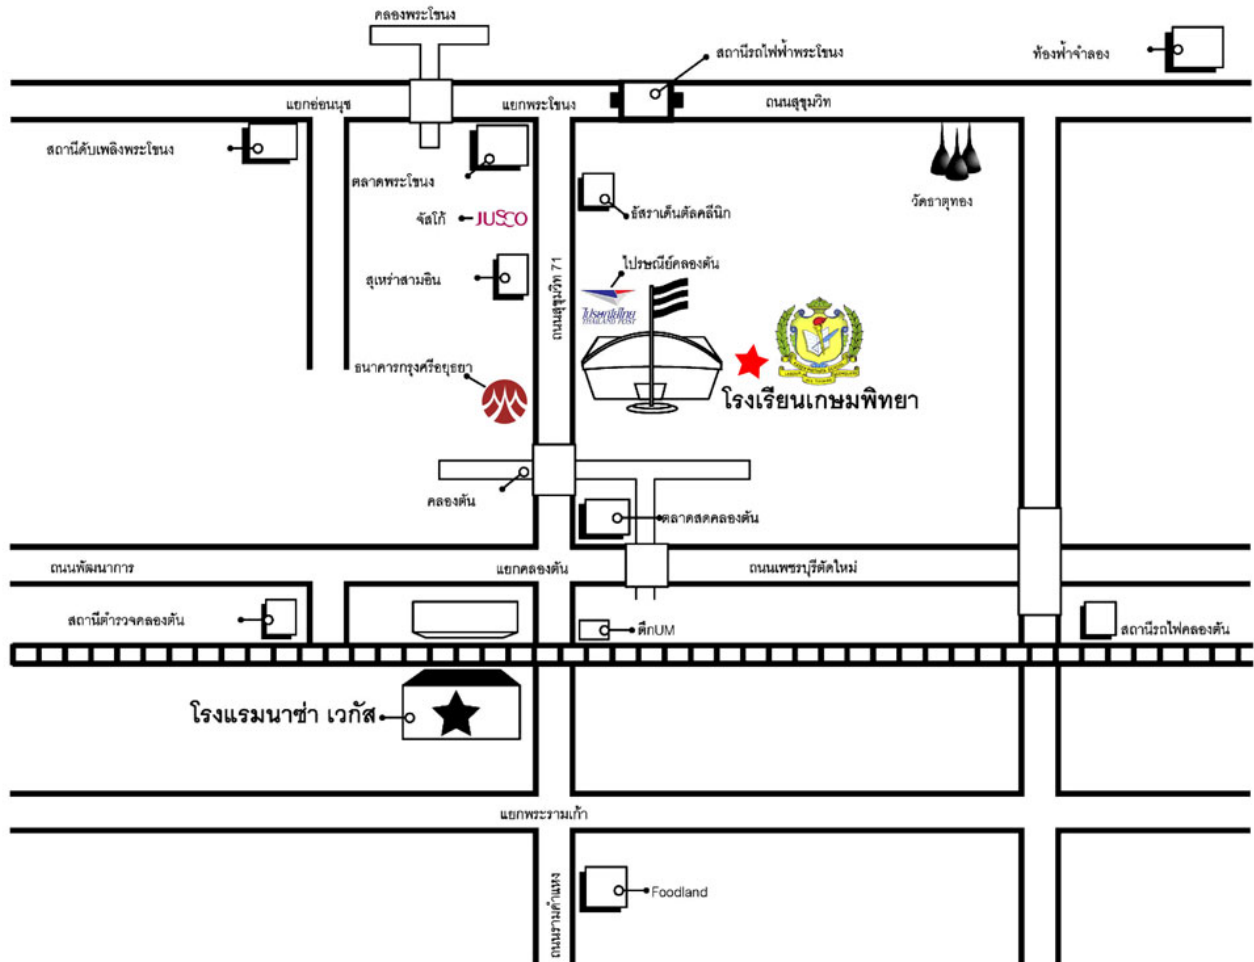 คลองพระโขนง
สถานีรถไฟฟ้าพระโขนง
ท้องฟ้าจำลอง
แยกอ่อนนุช
แยกพระโขนง
ถนนสุขุมวิท
สถานีดับเพลิงพระโขนง
ตลาดพระโขนง
วัดธาตุทอง
จัสโก้
JUSCO
ธัสราเด็นตัลคลีนิก
สุเหร่าสามอิน
ถนนสุขุมวิท 71
ไปรษณีย์คลองตัน
ไปรษณีย์ไทย
THAILAND POST
ธนาคารกรุงศรีอยุธยา
โรงเรียนเกษมพิทยา
คลองตัน
ตลาดสดคลองตัน
ถนนพัฒนาการ
แยกคลองตัน
ถนนเพชรบุรีตัดใหม่
สถานีตำรวจคลองตัน
ตึกUM
สถานีรถไฟคลองตัน
โรงแรมนาซ่า เวกัส
แยกพระรามเก้า
ถนนรามคำแหง
Foodland